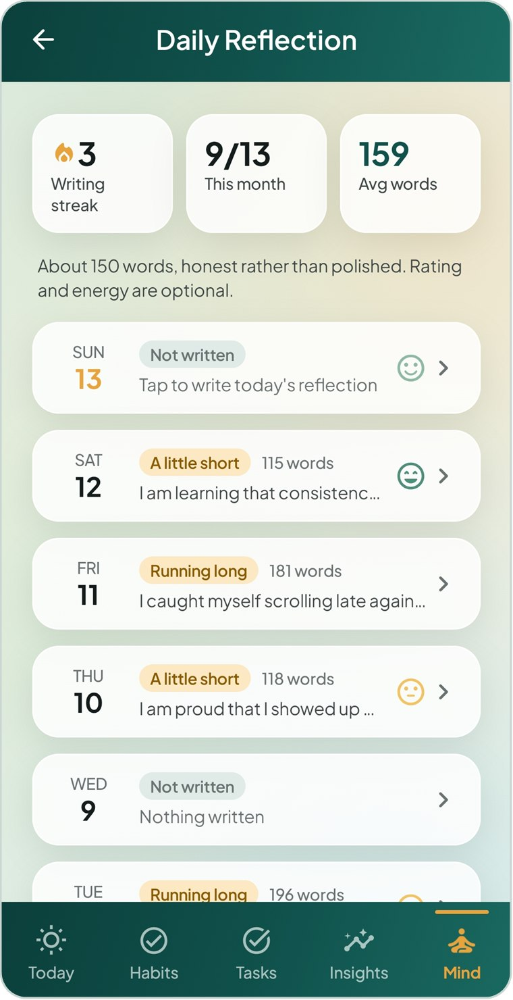 Daily Reflection
3
Writing
streak
9/13
This month
159
Avg words
About 150 words, honest rather than polished. Rating
and energy are optional.
SUN
13
Not written
Tap to write today's reflection
SAT
12
A little short 115 words
I am learning that consistenc...
FRI
11
Running long 181 words
I caught myself scrolling late again...
THU
10
A little short 118 words
I am proud that I showed up ...
WED
9
Not written
Nothing written
TUE
Running long 196 words
Today
Habits
Tasks
Insights
Mind